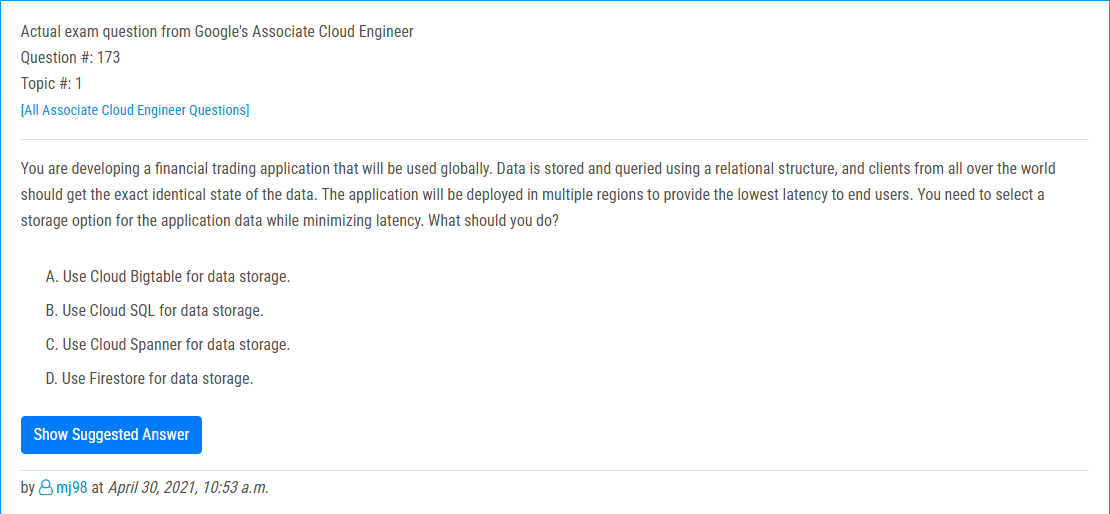 Actual exam question from Google's Associate Cloud Engineer
Question #: 173
Topic #: 1
[All Associate Cloud Engineer Questions]
You are developing a financial trading application that will be used globally. Data is stored and queried using a relational structure, and clients from all over the world
should get the exact identical state of the data. The application will be deployed in multiple regions to provide the lowest latency to end users. You need to select a
storage option for the application data while minimizing latency. What should you do?
A. Use Cloud Bigtable for data storage.
B. Use Cloud SQL for data storage.
C. Use Cloud Spanner for data storage.
D. Use Firestore for data storage.
Show Suggested Answer
by mj98 at April 30, 2021, 10:53 a.m.